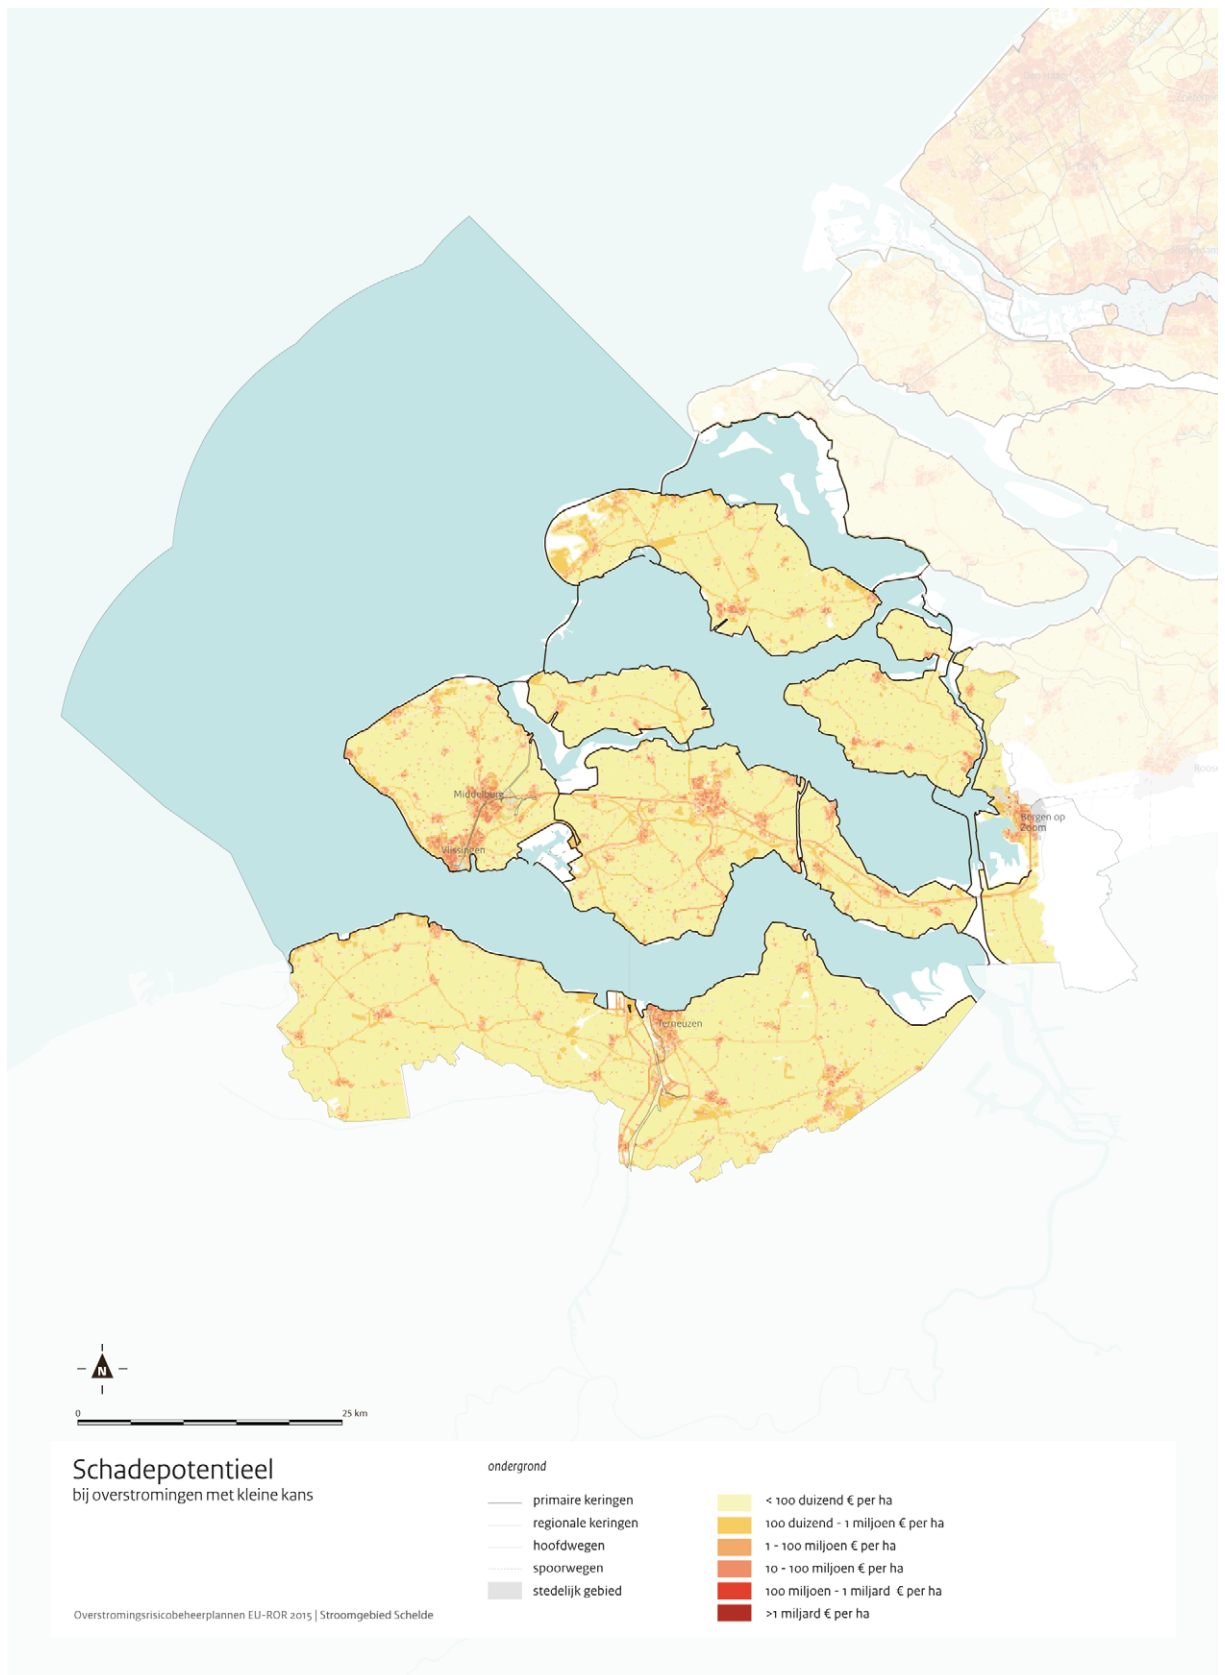 Den Haag
Delft
Middelburg
Vlissingen
Bergen op
Zoom
Terneuzen
N
0
25 km
Schadepotentieel
bij overstromingen met kleine kans
Overstromingsrisicobeheerplannen EU-ROR 2015 | Stroomgebied Schelde
ondergrond
primaire keringen
regionale keringen
hoofdwegen
spoorwegen
stedelijk gebied
< 100 duizend € per ha
100 duizend - 1 miljoen € per ha
1 - 100 miljoen € per ha
10 - 100 miljoen € per ha
100 miljoen - 1 miljard € per ha
>1 miljard € per ha